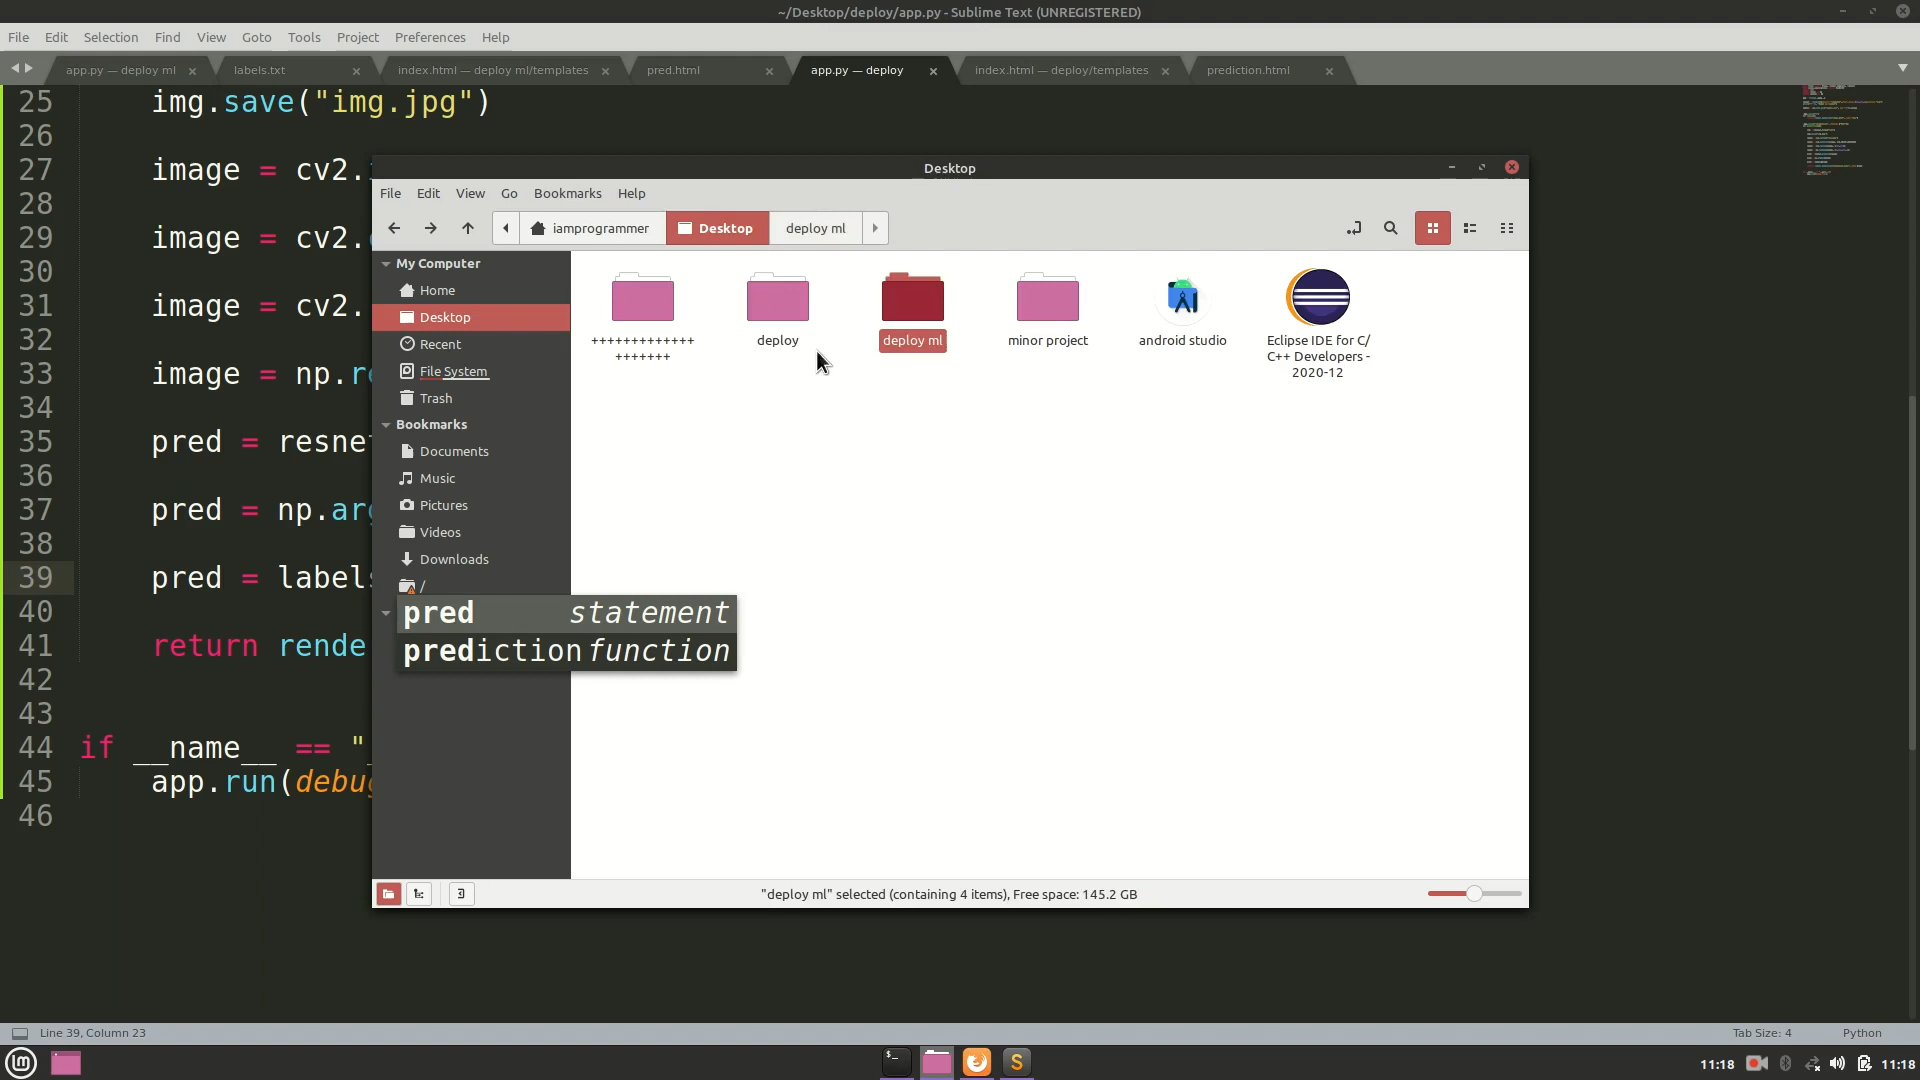 ~/Desktop/deploy/app.py - Sublime Text (UNREGISTERED)
File Edit Selection Find View Goto Tools Project Preferences Help
app.py — deploy ml
labels.txt
index.html — deploy ml/templates
pred.html
app.py — deploy
index.html — deploy/templates
prediction.html
25 img.save("img.jpg")
26
27 image = cv2.
28
29 image = cv2.
30
31 image = cv2.
32
33 image = np.re
34
35 pred = resne
36
37 pred = np.arg
38
39 pred = labels
40
41 return rende
42
43
44 if __name__ == "_
45 app.run(debug
46
Desktop
File Edit View Go Bookmarks Help
iamprogrammer
Desktop
deploy ml
My Computer
Home
Desktop
Recent
File System
Trash
Bookmarks
Documents
Music
Pictures
Videos
Downloads
/
+++++++++++++
+++++++
deploy
deploy ml
minor project
android studio
Eclipse IDE for C/
C++ Developers -
2020-12
pred statement
prediction function
"deploy ml" selected (containing 4 items), Free space: 145.2 GB
Line 39, Column 23
Tab Size: 4
Python
11:18
11:18